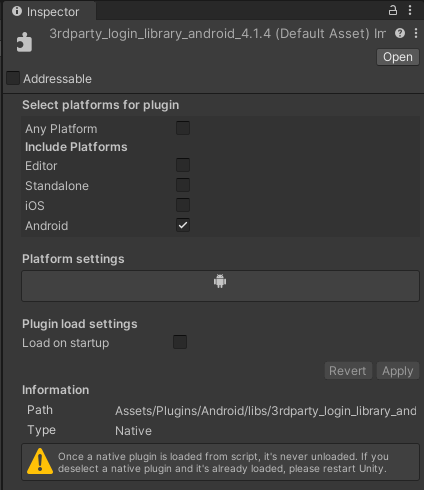 Inspector
3rdparty_login_library_android_4.1.4 (Default Asset) Im
Open
Addressable
Select platforms for plugin
Any Platform
Include Platforms
Editor
Standalone
iOS
Android
Platform settings
Plugin load settings
Load on startup
Revert Apply
Information
Path Assets/Plugins/Android/libs/3rdparty_login_library_and
Type Native
Once a native plugin is loaded from script, it's never unloaded. If you
deselect a native plugin and it's already loaded, please restart Unity.